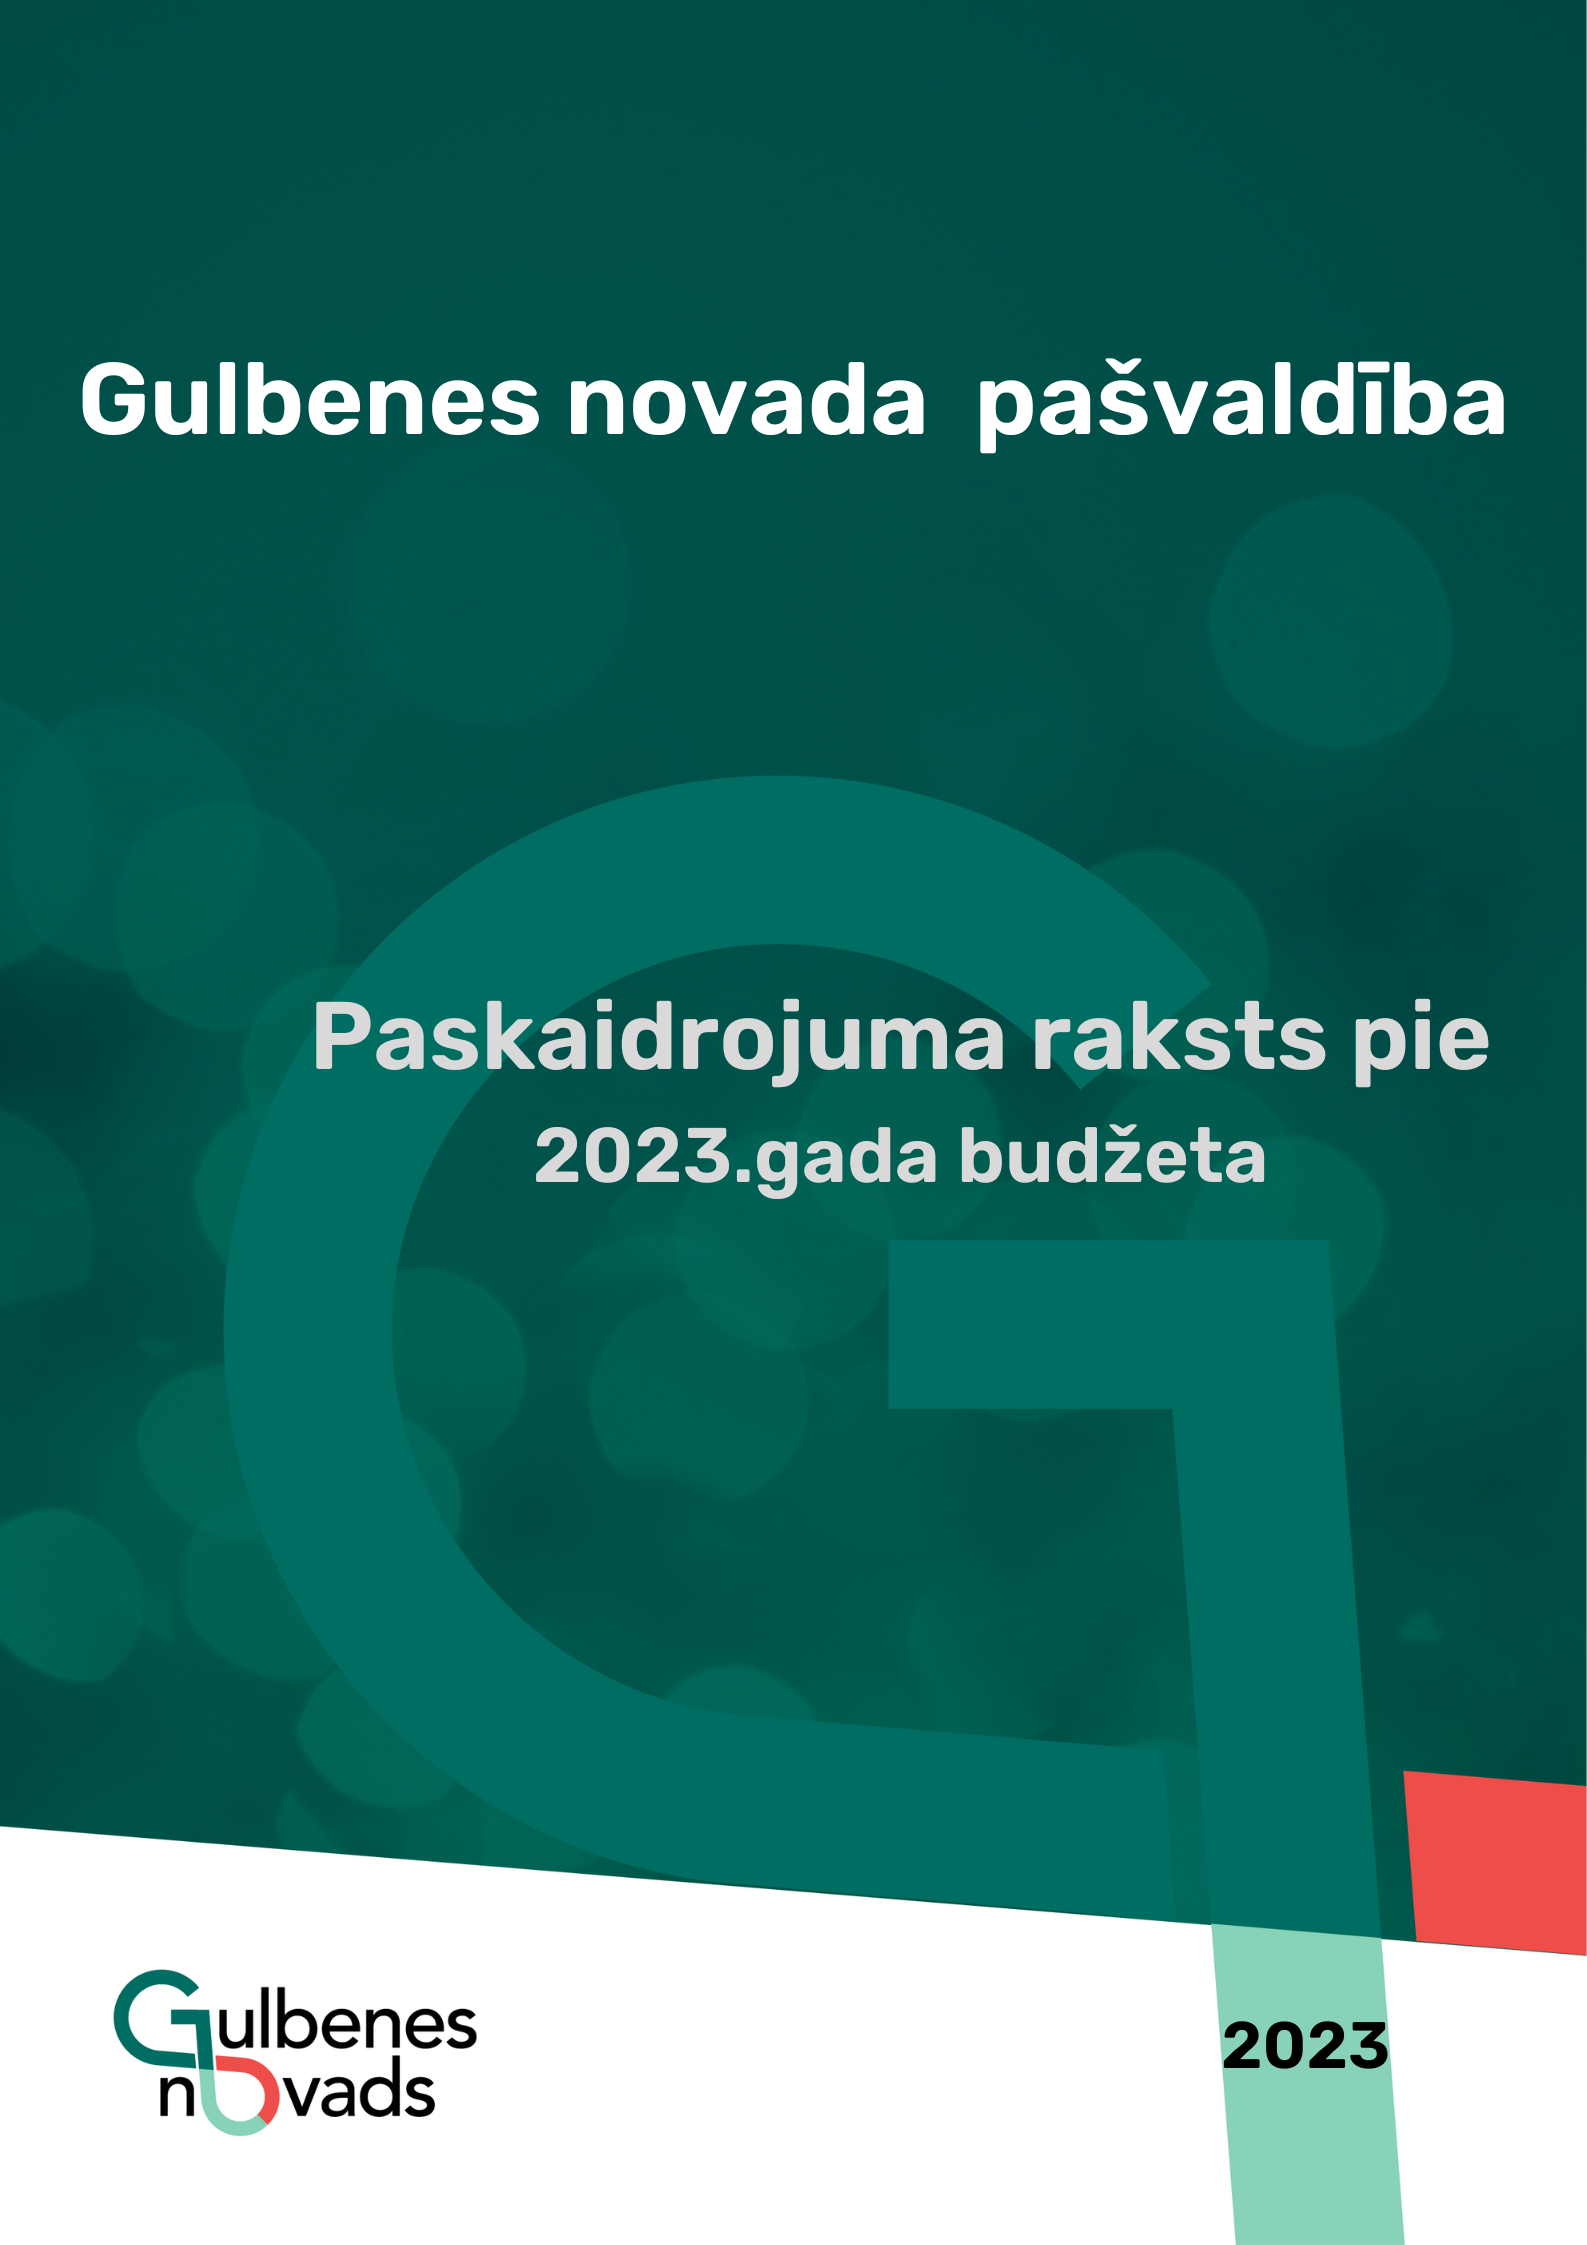 Gulbenes novada pašvaldība
Paskaidrojuma raksts pie
2023.gada budžeta
Gulbenes
novads
2023